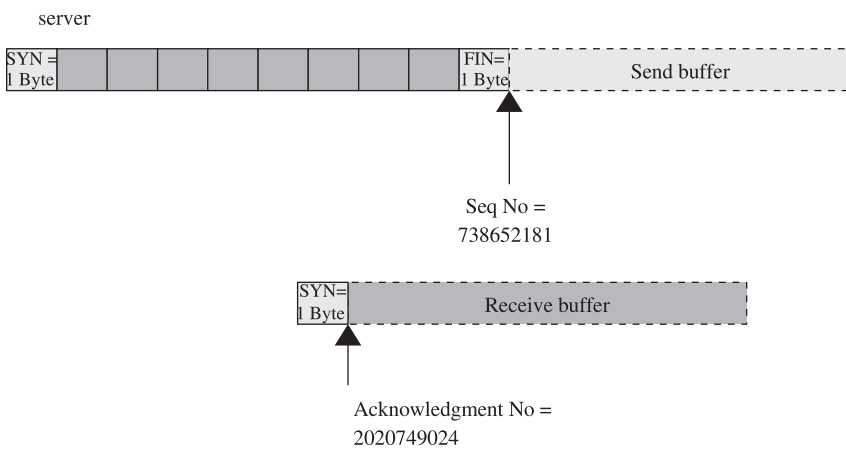 server
SYN =
1 Byte
FIN=
1 Byte
Send buffer
Seq No =
738652181
SYN=
1 Byte
Receive buffer
Acknowledgment No =
2020749024